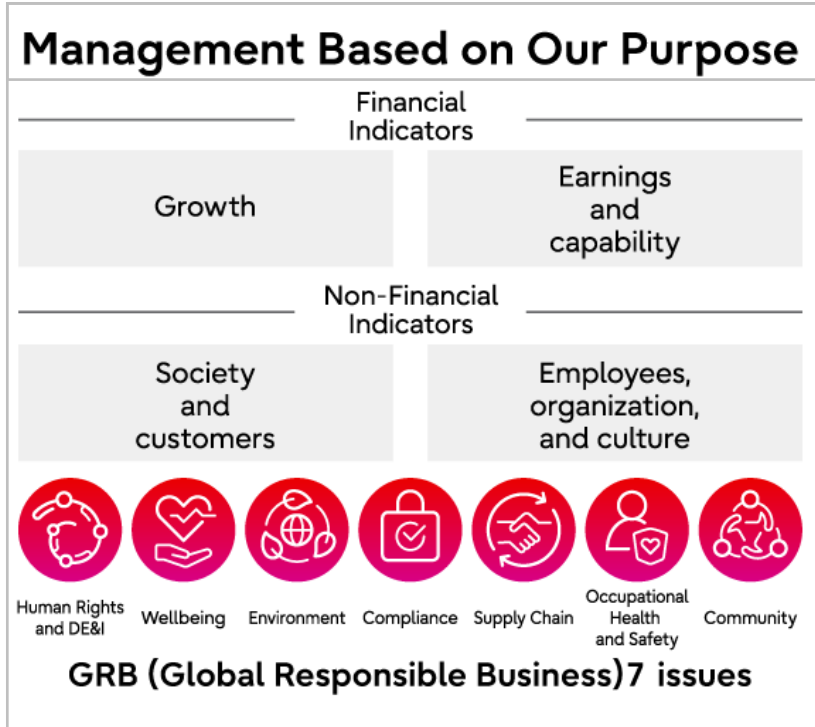 Management Based on Our Purpose
Financial
Indicators
Growth
Earnings
and
capability
Non-Financial
Indicators
Society
and
customers
Employees,
organization,
and culture
Human Rights
and DE&I
Wellbeing
Environment
Compliance
Supply Chain
Occupational
Health
and Safety
Community
GRB (Global Responsible Business)7 issues